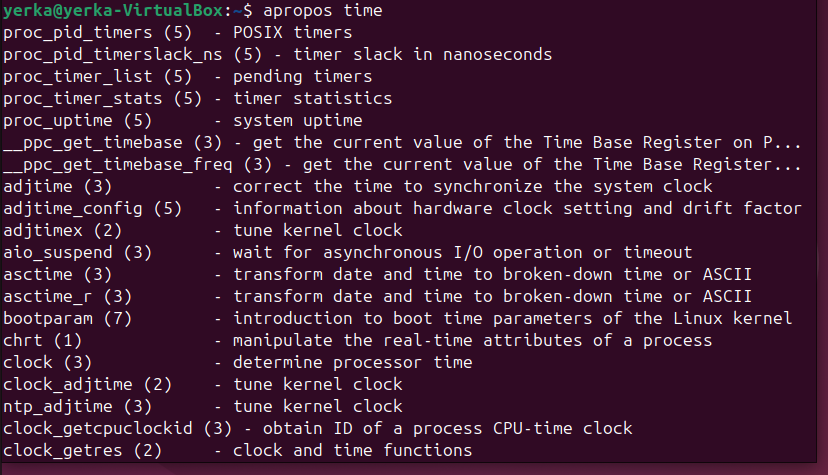 yerka@yerka-VirtualBox:~$ apropos time
proc_pid_timers (5)  - POSIX timers
proc_pid_timerslack_ns (5) - timer slack in nanoseconds
proc_timer_list (5)  - pending timers
proc_timer_stats (5) - timer statistics
proc_uptime (5)      - system uptime
__ppc_get_timebase (3) - get the current value of the Time Base Register on P...
__ppc_get_timebase_freq (3) - get the current value of the Time Base Register...
adjtime (3)          - correct the time to synchronize the system clock
adjtime_config (5)   - information about hardware clock setting and drift factor
adjtimex (2)         - tune kernel clock
aio_suspend (3)      - wait for asynchronous I/O operation or timeout
asctime (3)          - transform date and time to broken-down time or ASCII
asctime_r (3)        - transform date and time to broken-down time or ASCII
bootparam (7)        - introduction to boot time parameters of the Linux kernel
chrt (1)             - manipulate the real-time attributes of a process
clock (3)            - determine processor time
clock_adjtime (2)    - tune kernel clock
ntp_adjtime (3)      - tune kernel clock
clock_getcpuclockid (3) - obtain ID of a process CPU-time clock
clock_getres (2)     - clock and time functions